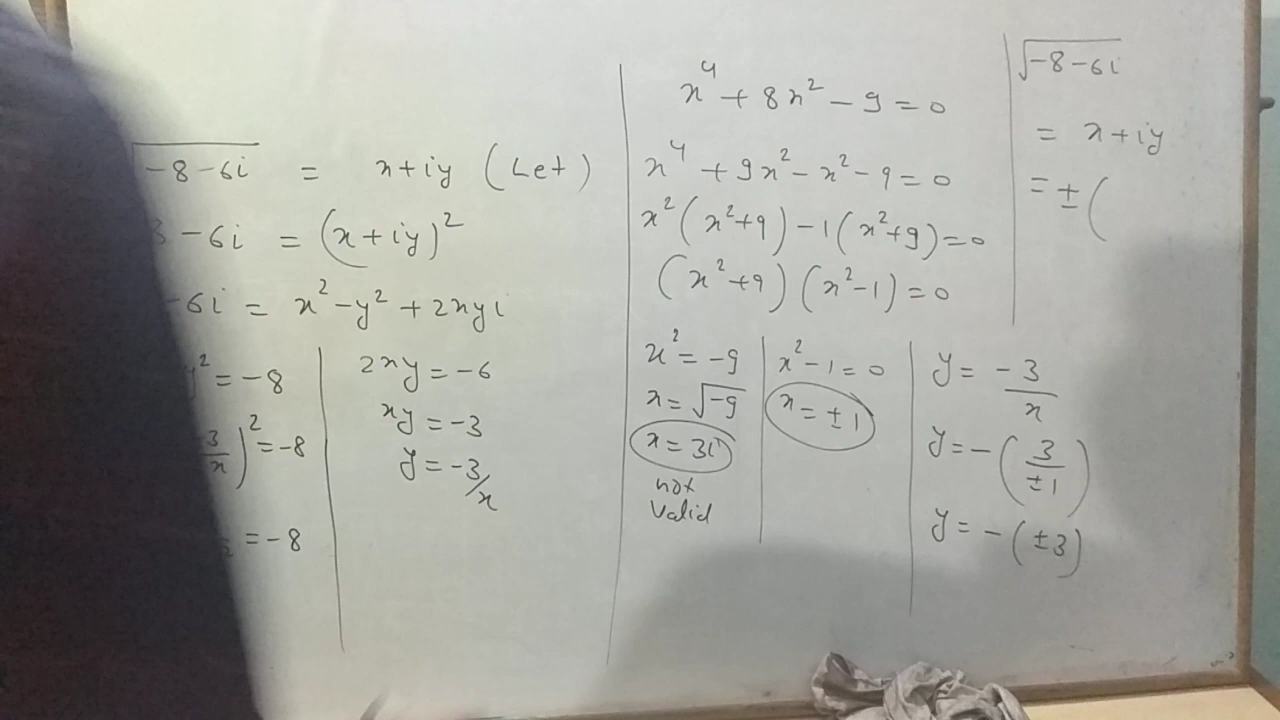 √-8-6i = x+iy (Let)
-6i = (x+iy)²
-6i = x²-y²+2xyi
y² = -8
3/x)² = -8
= -8
2xy = -6
xy = -3
y = -3/x
x⁴+8x²-9=0
x⁴+9x²-x²-9=0
x²(x²+9)-1(x²+9)=0
(x²+9)(x²-1)=0
x² = -9
x = √-9
x = 3i
not
valid
x²-1=0
x = ±1
y = -3/x
y = -(3/±1)
y = -(±3)
√-8-6i
= x+iy
= ±(